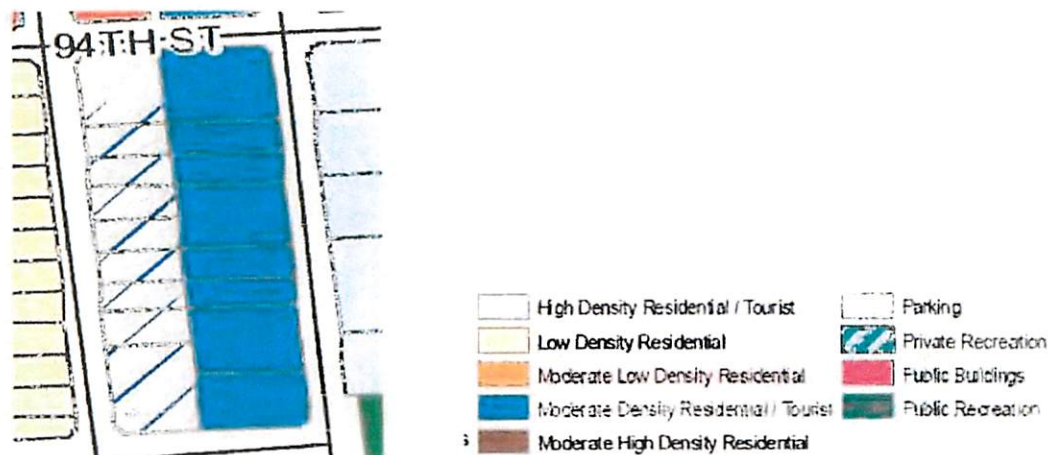 94TH ST
High Density Residential / Tourist
Low Density Residential
Moderate Low Density Residential
Moderate Density Residential / Tourist
s
Moderate High Density Residential
Parking
Private Recreation
Public Buildings
Public Recreation